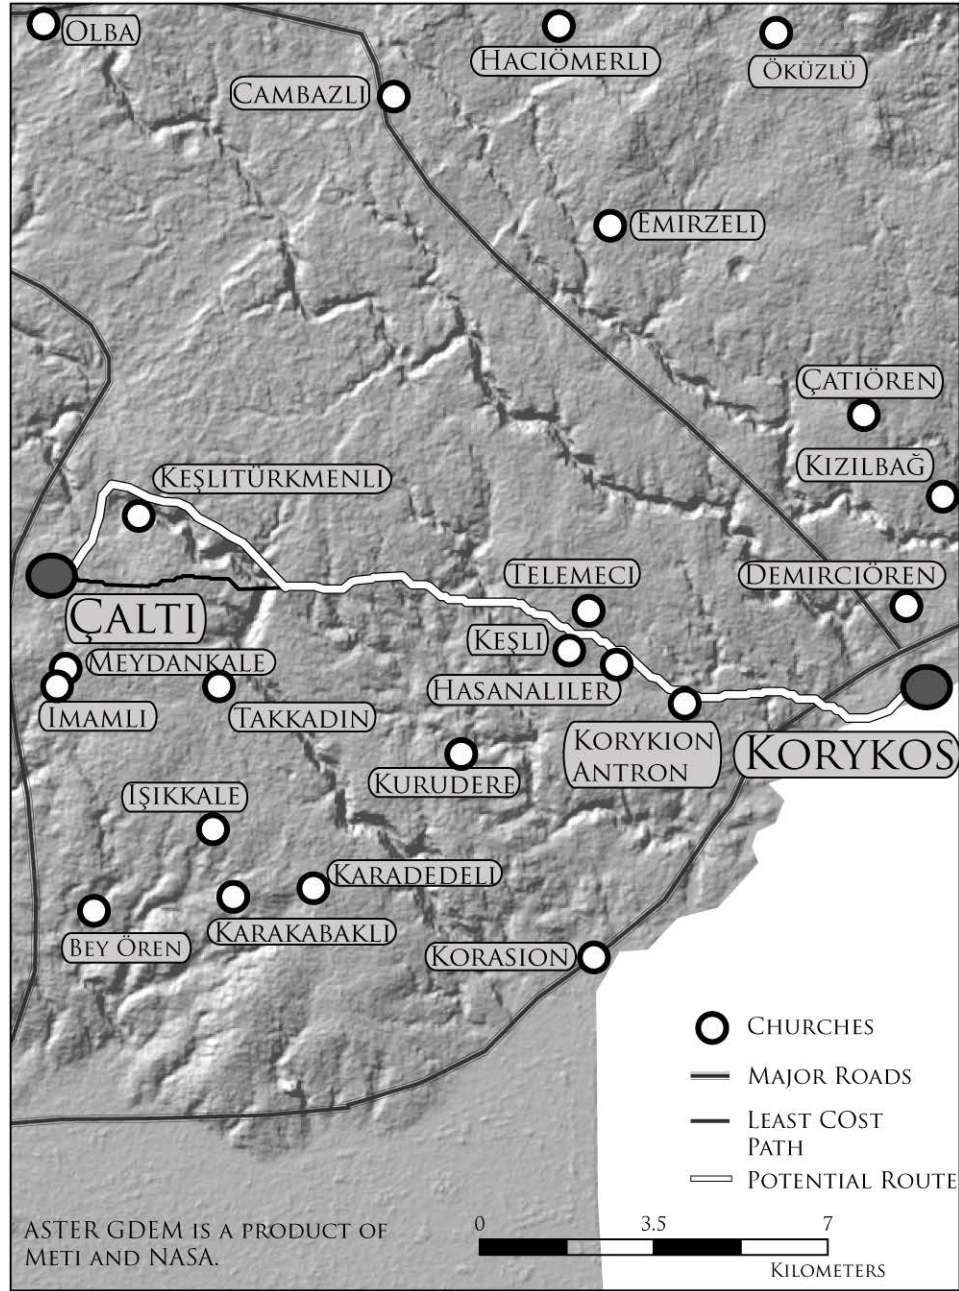 Olba
Haciömerli
Öküzlü
Cambazli
Emirzeli
Çatiören
Kizilbağ
Keşlitürkmenli
Telemeci
Demirciören
Çalti
Keşli
Meydankale
Hasanaliler
Imamli
Takkadin
Korykion
Antron
Korykos
Kurudere
Işikkale
Karadedeli
Karakabakli
Bey Ören
Korasion
Churches
Major Roads
Least COst
Path
Potential Route
ASTER GDEM is a product of
Meti and NASA.
0 3.5 7
Kilometers